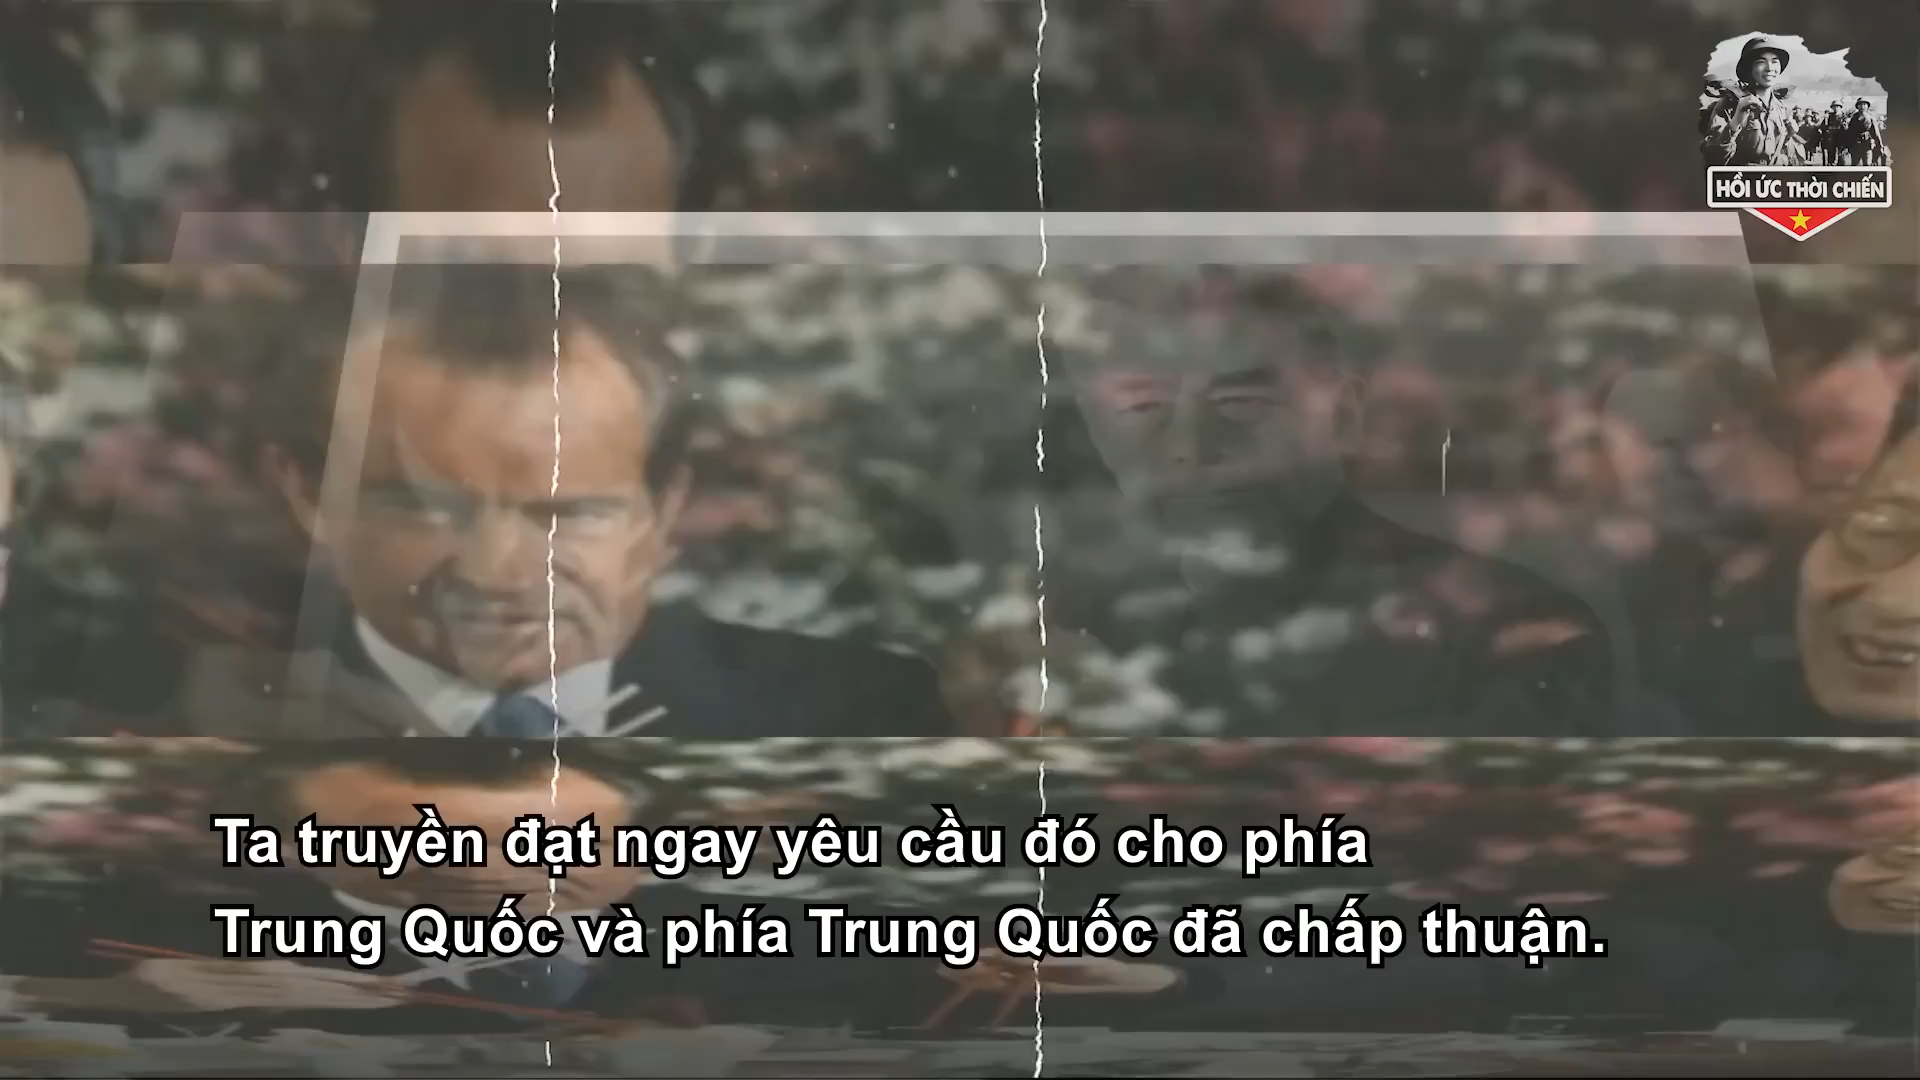 HỒI ỨC THỜI CHIẾN
Ta truyền đạt ngay yêu cầu đó cho phía
Trung Quốc và phía Trung Quốc đã chấp thuận.